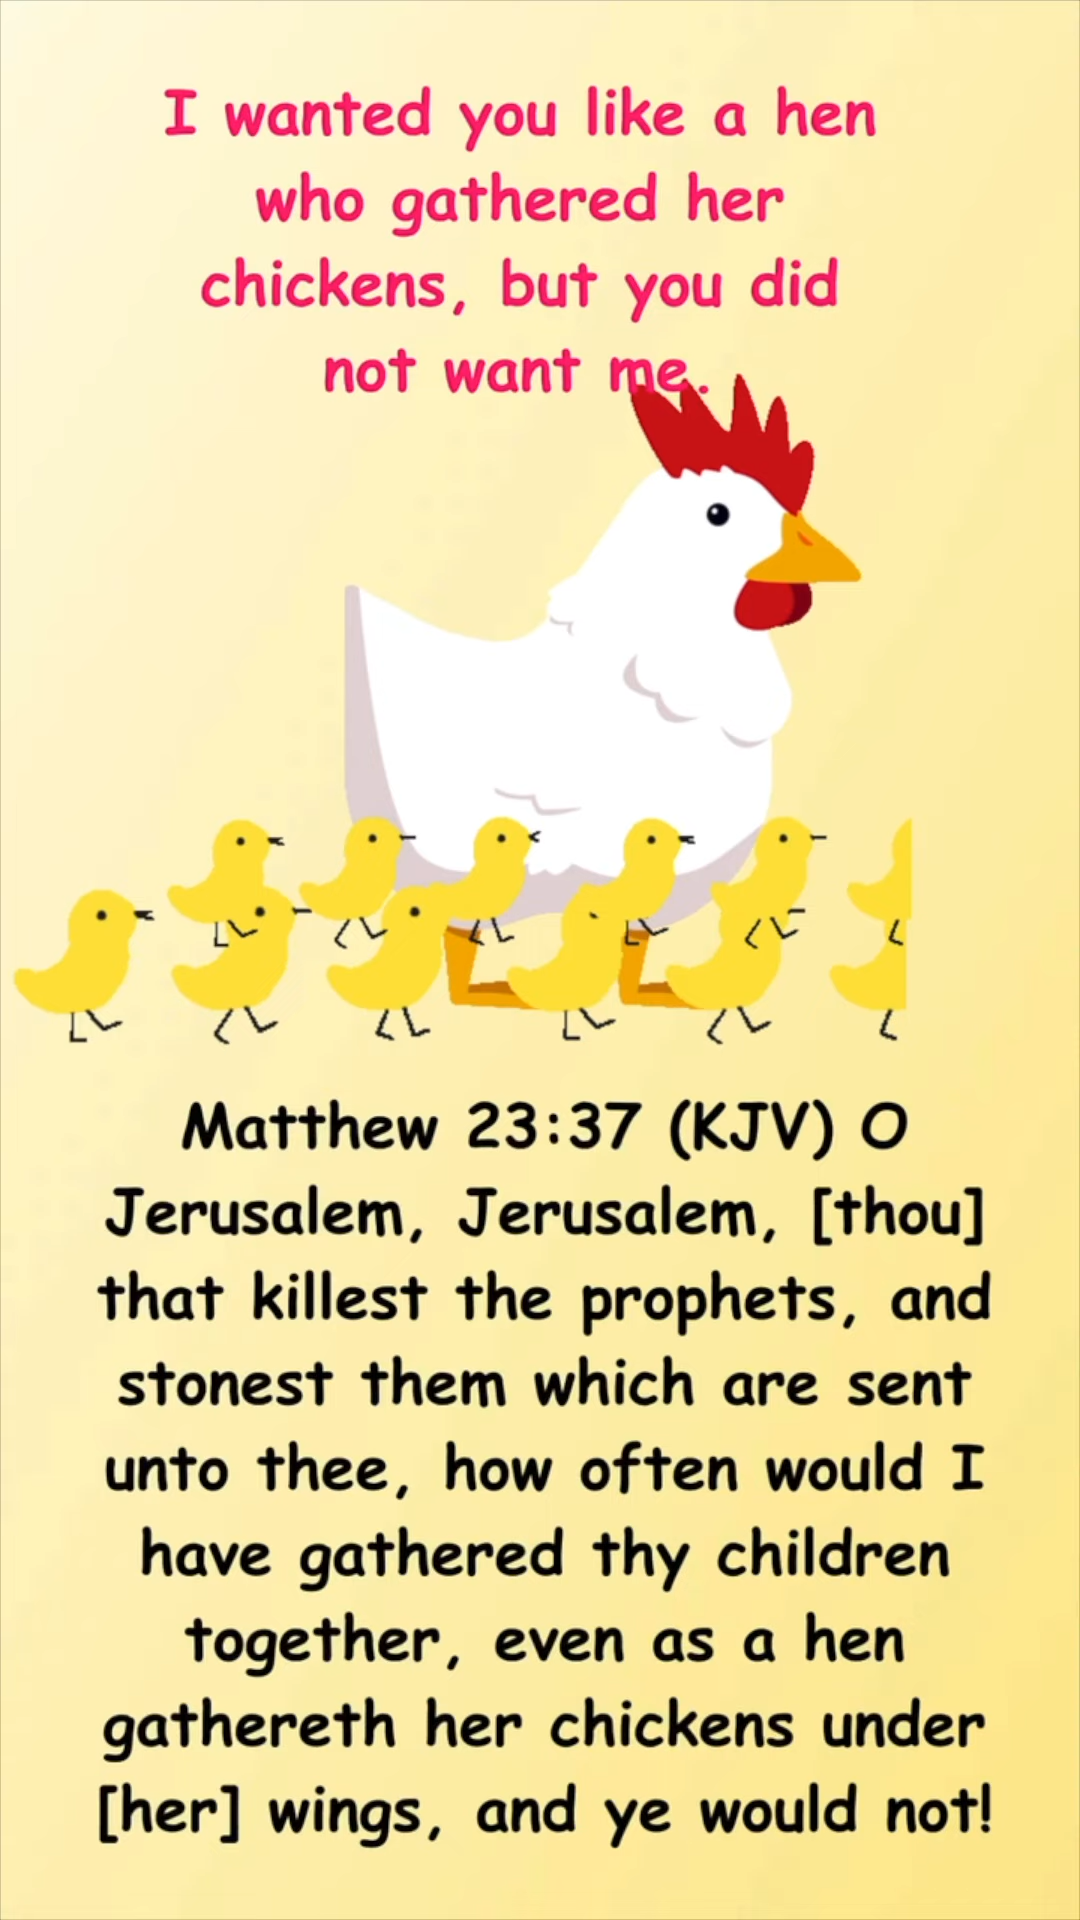 I wanted you like a hen
who gathered her
chickens, but you did
not want me.
Matthew 23:37 (KJV) O
Jerusalem, Jerusalem, [thou]
that killest the prophets, and
stonest them which are sent
unto thee, how often would I
have gathered thy children
together, even as a hen
gathereth her chickens under
[her] wings, and ye would not!